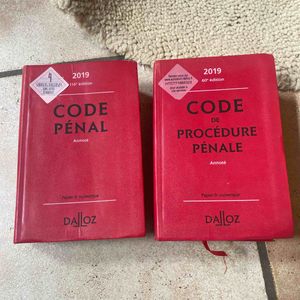 2019
116e édition
CODE
PÉNAL
Annoté
Papier & numérique
DALLOZ
2019
60e édition
CODE
DE
PROCÉDURE
PÉNALE
Annoté
Papier & numérique
DALLOZ